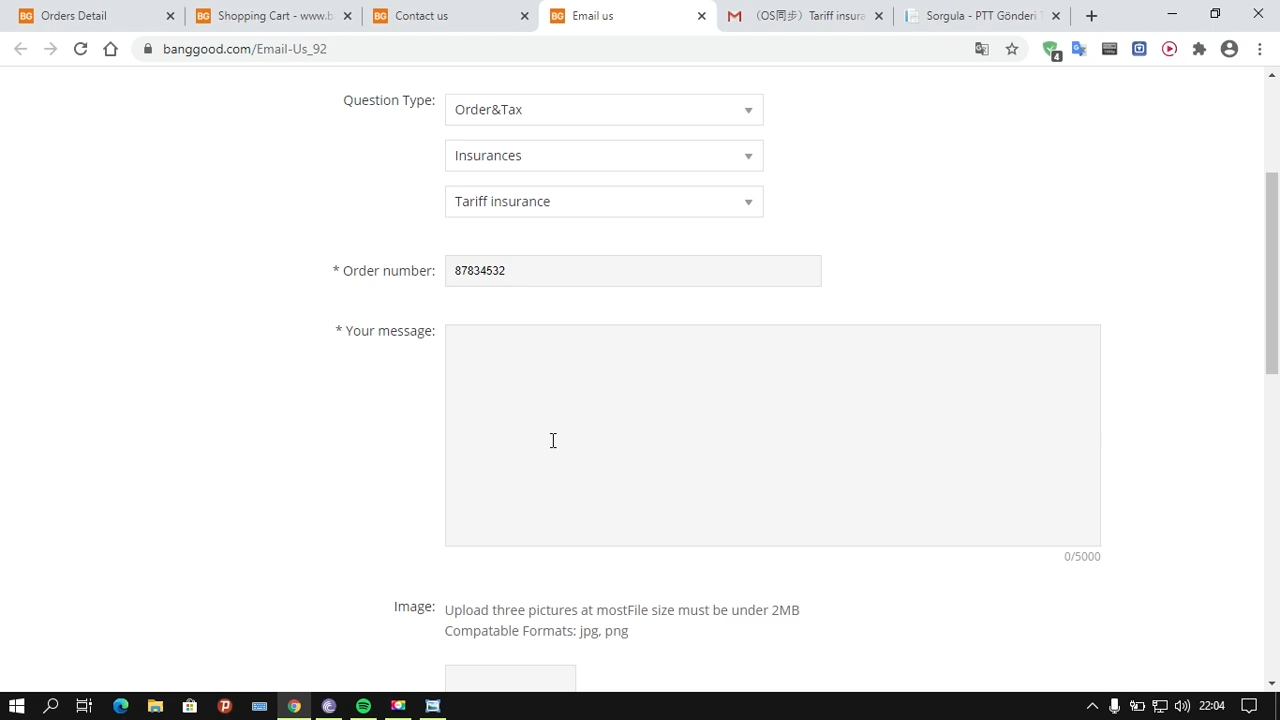 Orders Detail
Shopping Cart - www.b
Contact us
Email us
(OS同步) Tariff insura
Sorgula - PTT Gönderi T
banggood.com/Email-Us_92
4
Question Type:
Order&Tax
Insurances
Tariff insurance
* Order number:
87834532
* Your message:
0/5000
Image:
Upload three pictures at mostFile size must be under 2MB
Compatable Formats: jpg, png
22:04